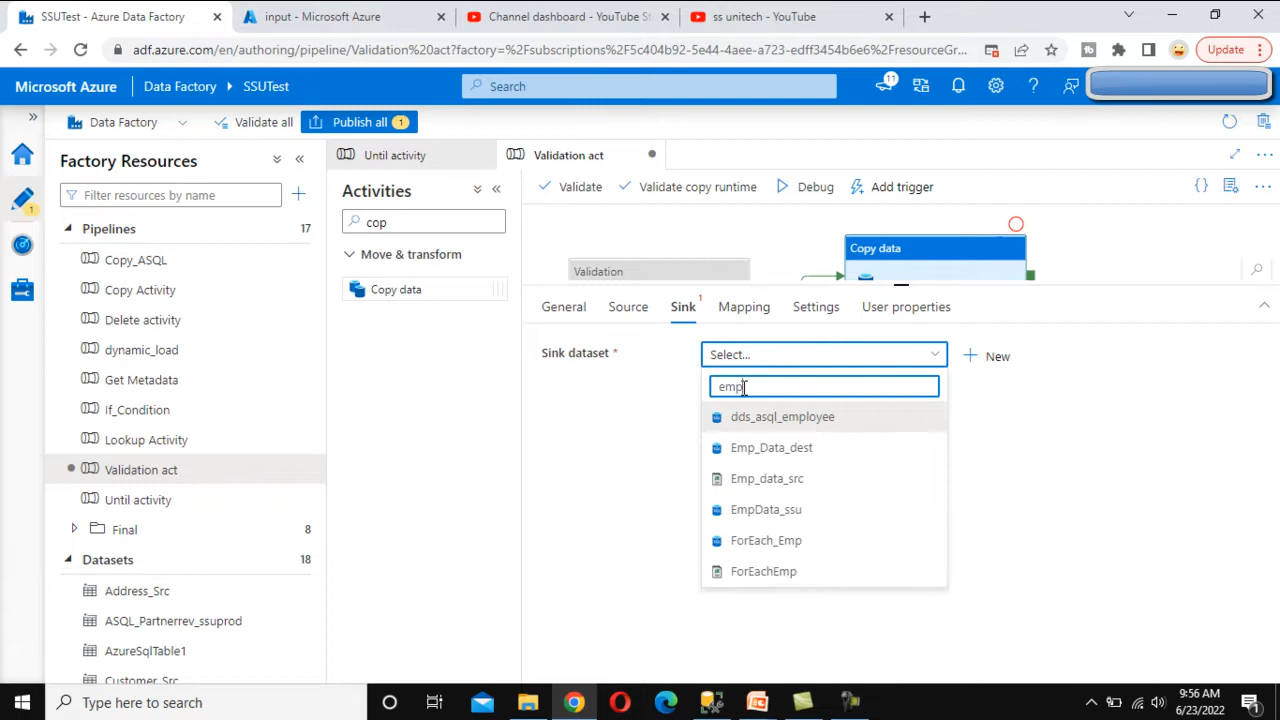 SSUTest - Azure Data Factory
input - Microsoft Azure
Channel dashboard - YouTube St
ss unitech - YouTube
adf.azure.com/en/authoring/pipeline/Validation%20act?factory=%2Fsubscriptions%2F5c404b92-5e44-4aee-a723-edff3454b6e6%2FresourceGr...
Update
Microsoft Azure
Data Factory
SSUTest
Search
11
Data Factory
Validate all
Publish all
1
Factory Resources
Until activity
Validation act
Filter resources by name
Activities
Validate
Validate copy runtime
Debug
Add trigger
1
Pipelines
17
cop
Copy_ASQL
Move & transform
Copy data
Copy Activity
Copy data
Validation
Delete activity
General
Source
Sink
1
Mapping
Settings
User properties
dynamic_load
Sink dataset *
Select...
New
Get Metadata
emp
If_Condition
dds_asql_employee
Lookup Activity
Emp_Data_dest
Validation act
Emp_data_src
Until activity
EmpData_ssu
Final
8
ForEach_Emp
Datasets
18
ForEachEmp
Address_Src
ASQL_Partnerrev_ssuprod
AzureSqlTable1
Customer_Src
Type here to search
9:56 AM
6/23/2022
1